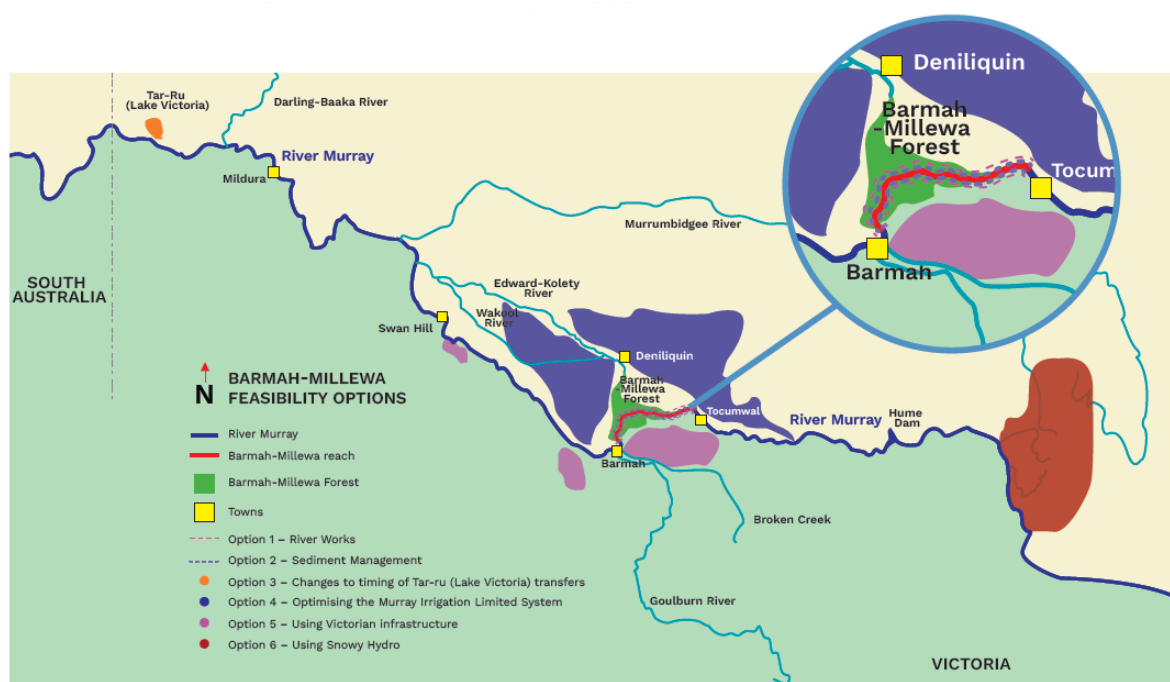 Deniliquin
Barmah
-Millewa
Forest
Tocum
Barmah
Tar-Ru
(Lake Victoria)
Darling-Baaka River
River Murray
Mildura
Murrumbidgee River
SOUTH
AUSTRALIA
Edward-Kolety
River
Wakool
River
Swan Hill
Deniliquin
Barmah
-Millewa
Forest
Tocumwal
River Murray
Hume
Dam
Barmah
Broken Creek
Goulburn River
VICTORIA
N
BARMAH-MILLEWA
FEASIBILITY OPTIONS
River Murray
Barmah-Millewa reach
Barmah-Millewa Forest
Towns
Option 1 – River Works
Option 2 – Sediment Management
Option 3 – Changes to timing of Tar-ru (Lake Victoria) transfers
Option 4 – Optimising the Murray Irrigation Limited System
Option 5 – Using Victorian infrastructure
Option 6 – Using Snowy Hydro